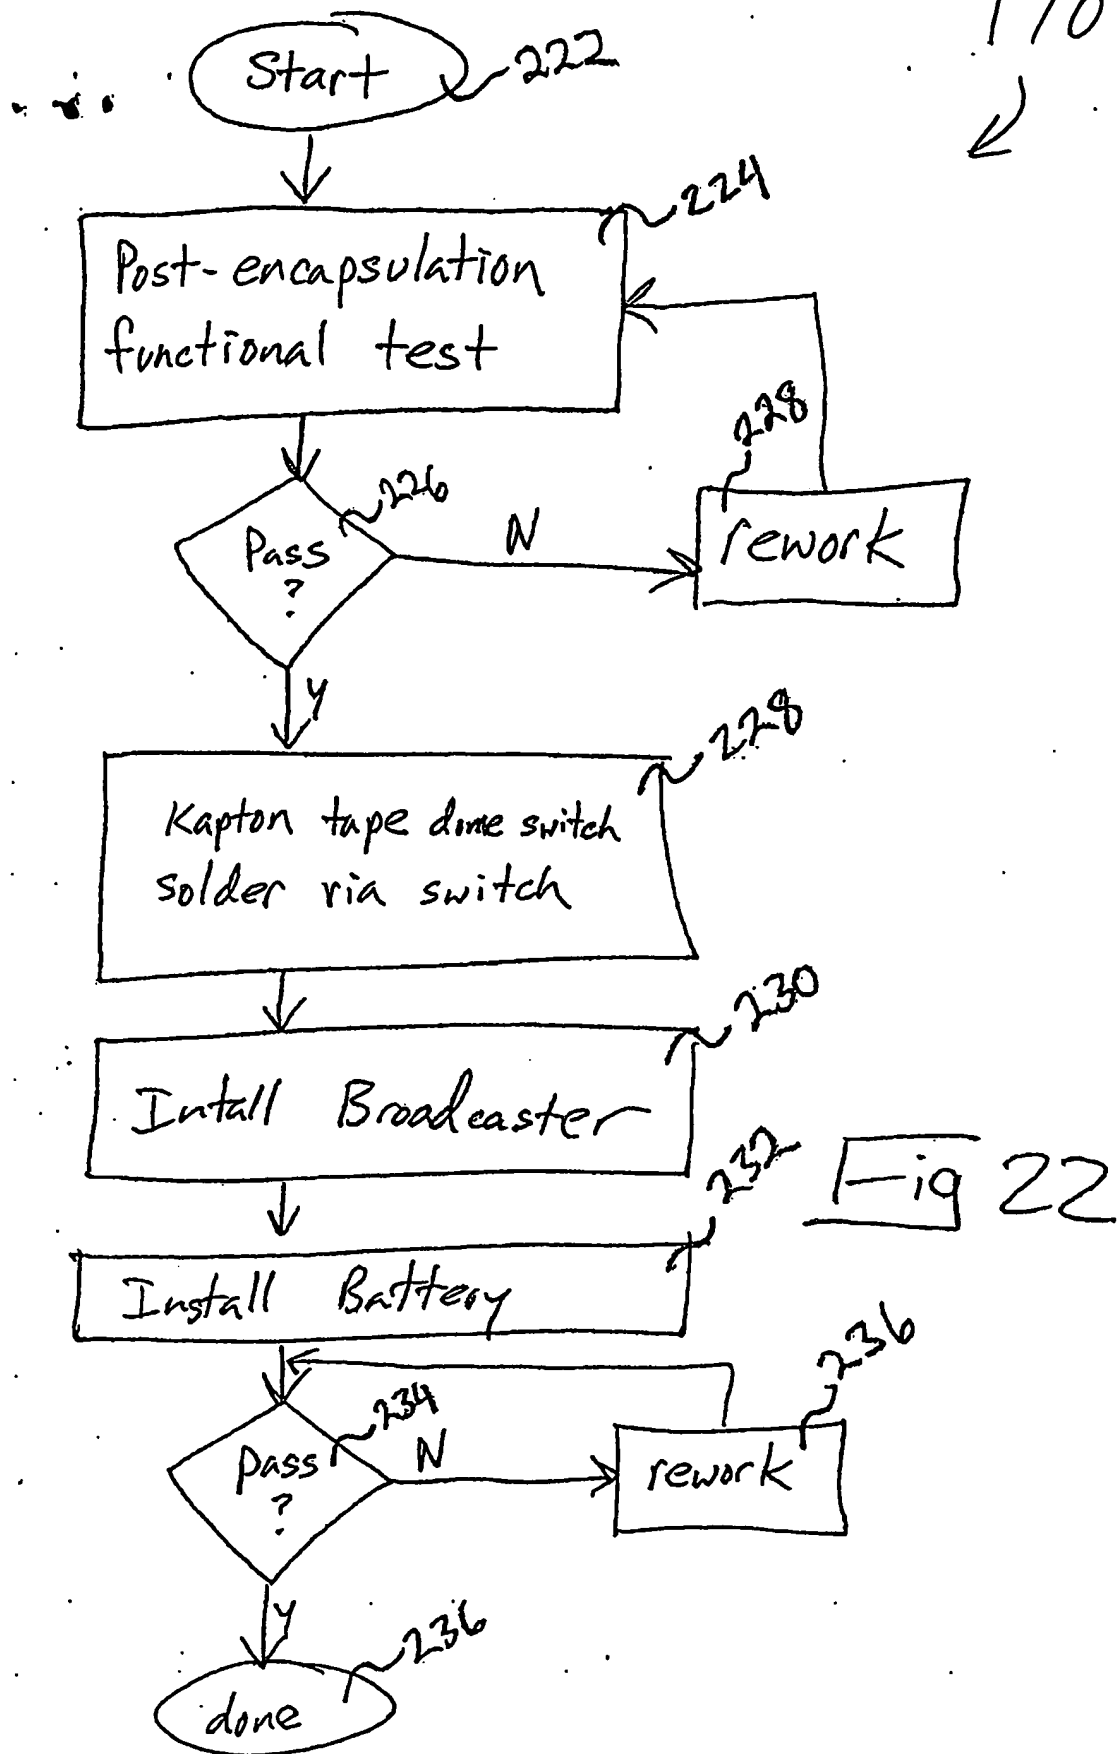 170
Start
222
224
Post-encapsulation
functional test
228
226
Pass
?
N
rework
Y
228
Kapton tape dome switch
solder via switch
230
Intall Broadcaster
232
Fig 22
Install Battery
236
234
Pass
?
N
rework
Y
236
done